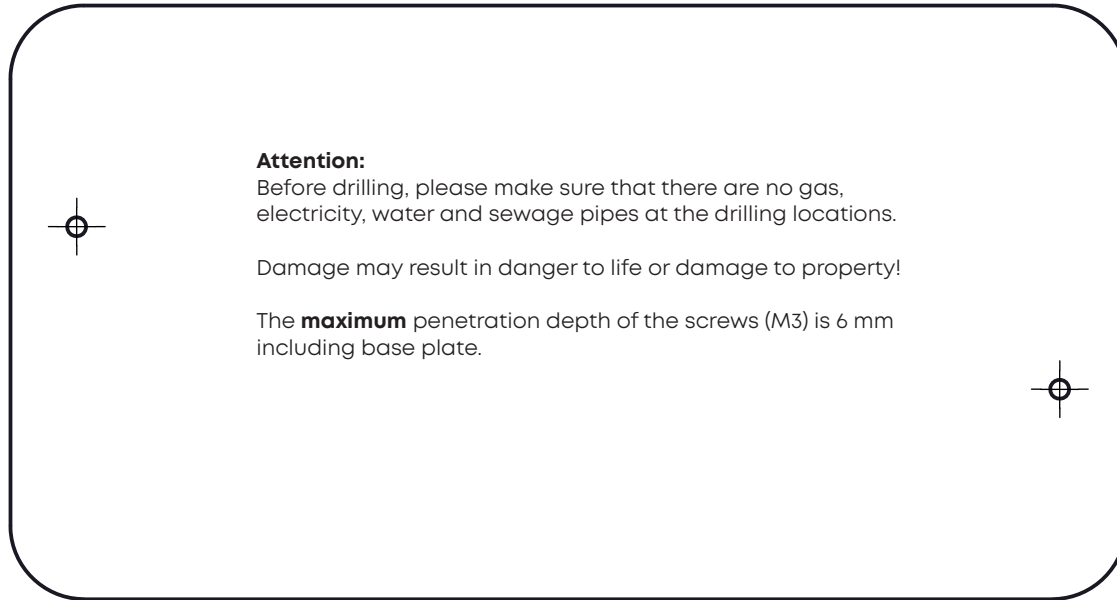 Attention:
Before drilling, please make sure that there are no gas,
electricity, water and sewage pipes at the drilling locations.
Damage may result in danger to life or damage to property!
The maximum penetration depth of the screws (M3) is 6 mm
including base plate.